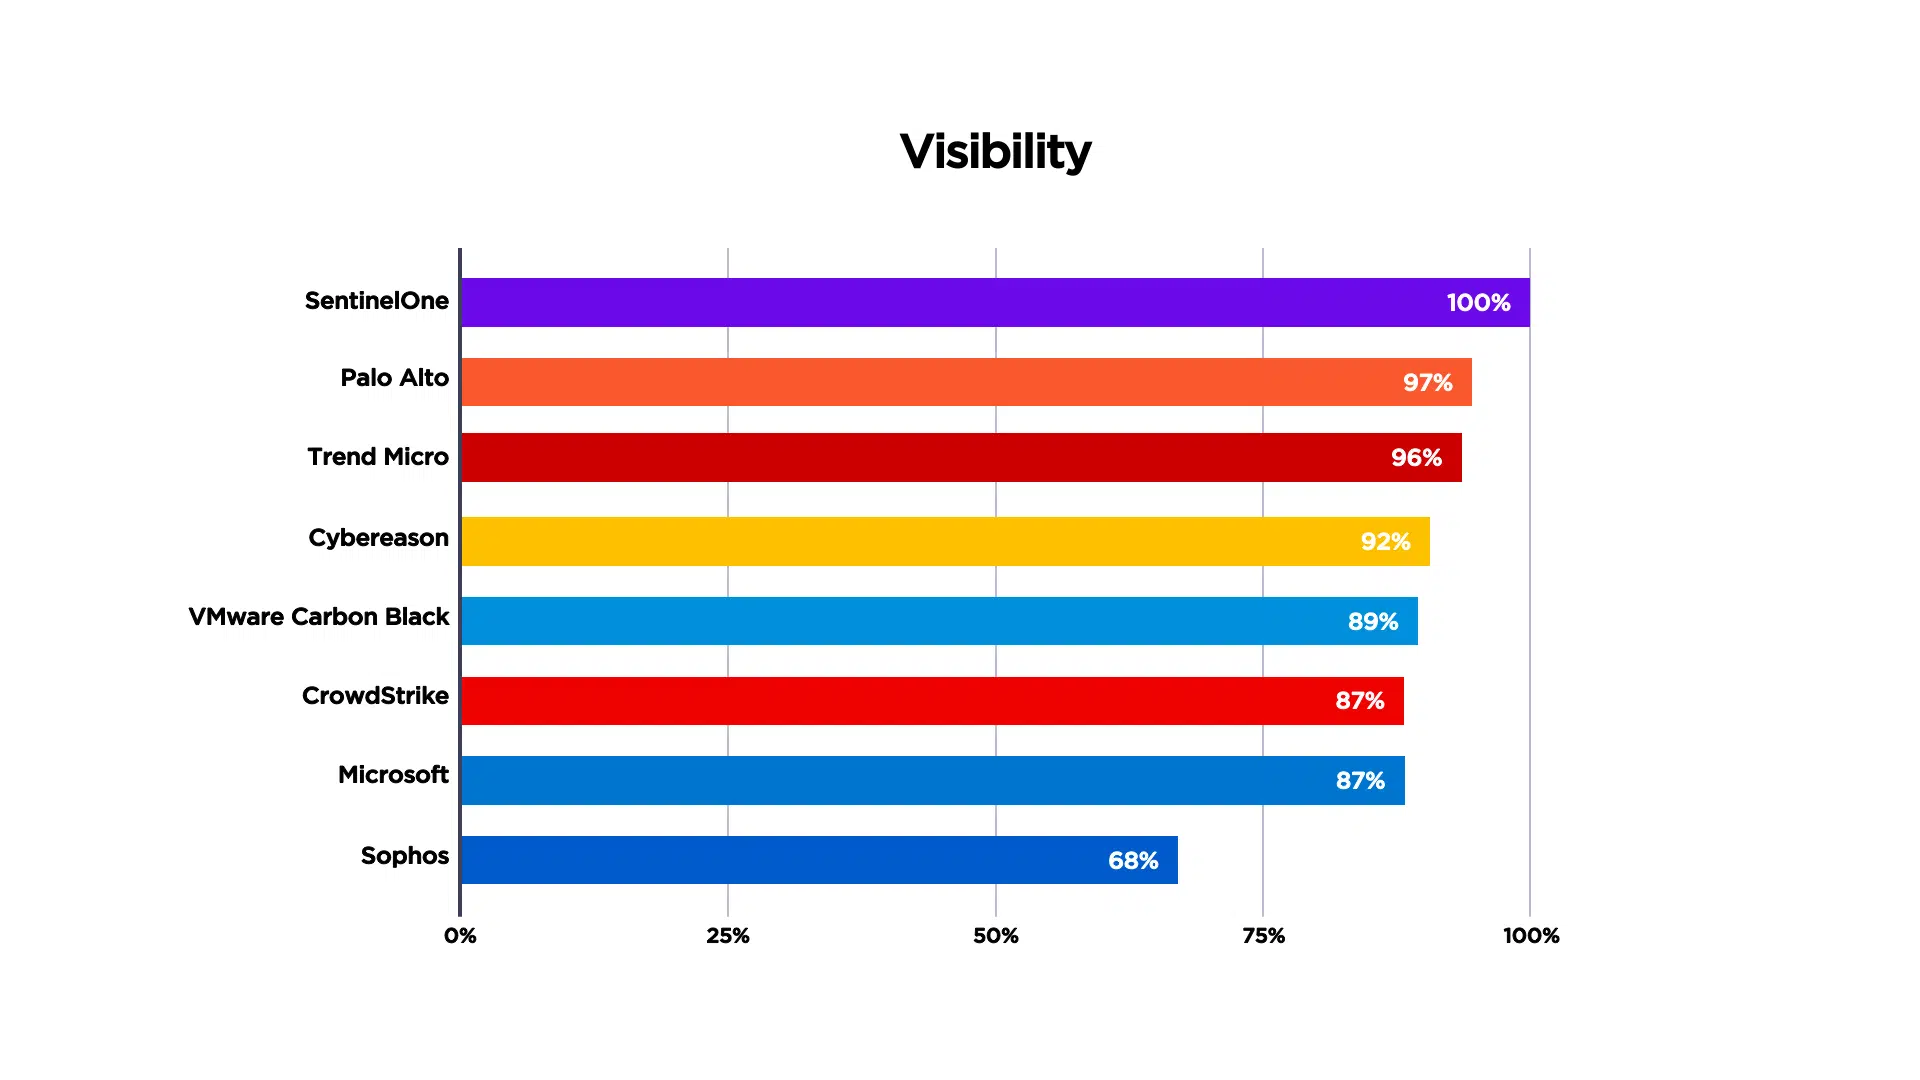 Visibility
SentinelOne 100%
Palo Alto 97%
Trend Micro 96%
Cybereason 92%
VMware Carbon Black 89%
CrowdStrike 87%
Microsoft 87%
Sophos 68%
0% 25% 50% 75% 100%